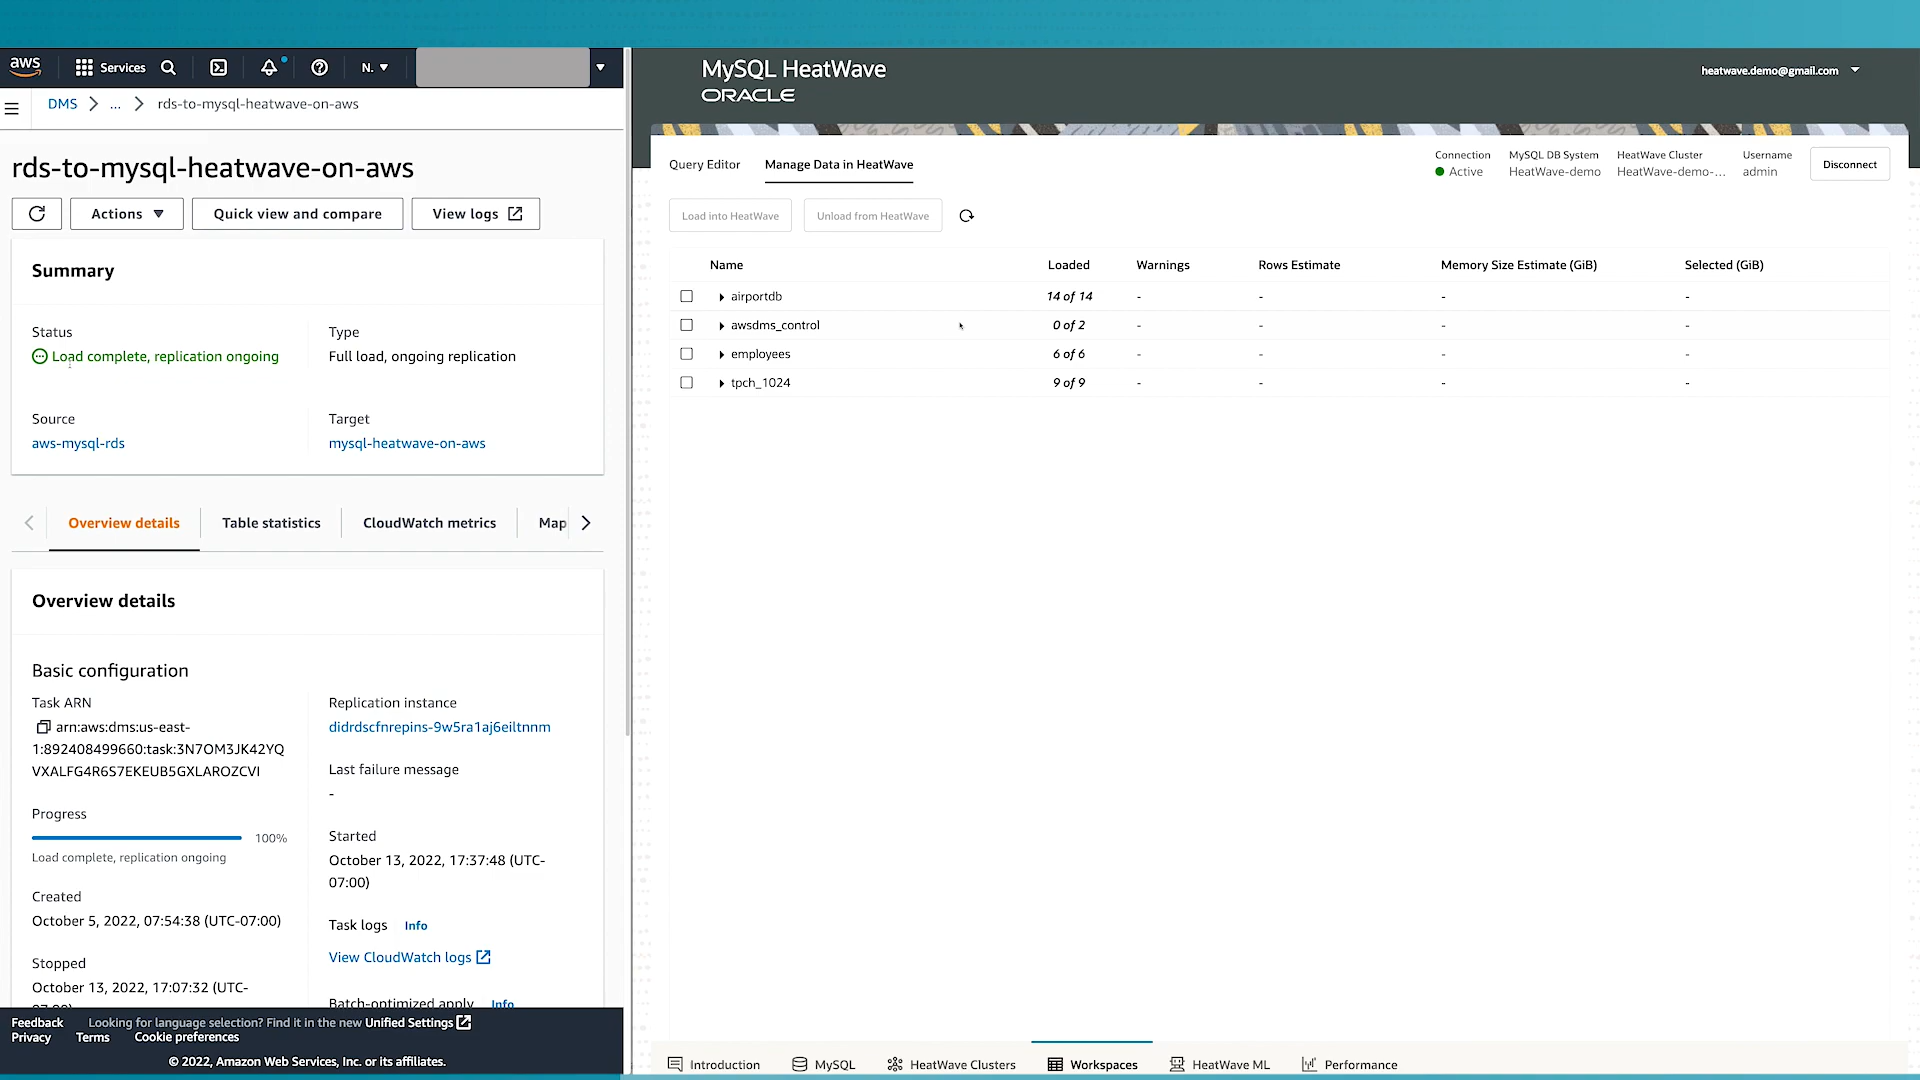 aws
Services
N.
DMS
...
rds-to-mysql-heatwave-on-aws
rds-to-mysql-heatwave-on-aws
Actions
Quick view and compare
View logs
Summary
Status
Load complete, replication ongoing
Type
Full load, ongoing replication
Source
aws-mysql-rds
Target
mysql-heatwave-on-aws
Overview details
Table statistics
CloudWatch metrics
Map
Overview details
Basic configuration
Task ARN
arn:aws:dms:us-east-
1:892408499660:task:3N7OM3JK42YQ
VXALFG4R6S7EKEUB5GXLAROZCVI
Progress
100%
Load complete, replication ongoing
Created
October 5, 2022, 07:54:38 (UTC-07:00)
Stopped
October 13, 2022, 17:07:32 (UTC-
07:00)
Replication instance
didrdscfnrepins-9w5ra1aj6eiltnnm
Last failure message
-
Started
October 13, 2022, 17:37:48 (UTC-
07:00)
Task logs Info
View CloudWatch logs
Batch-optimized apply Info
Feedback Looking for language selection? Find it in the new Unified Settings
Privacy Terms Cookie preferences
© 2022, Amazon Web Services, Inc. or its affiliates.
MySQL HeatWave
ORACLE
heatwave.demo@gmail.com
Query Editor
Manage Data in HeatWave
Connection
Active
MySQL DB System
HeatWave-demo
HeatWave Cluster
HeatWave-demo-...
Username
admin
Disconnect
Load into HeatWave
Unload from HeatWave
Name Loaded Warnings Rows Estimate Memory Size Estimate (GiB) Selected (GiB)
airportdb 14 of 14 - - - -
awsdms_control 0 of 2 - - - -
employees 6 of 6 - - - -
tpch_1024 9 of 9 - - - -
Introduction
MySQL
HeatWave Clusters
Workspaces
HeatWave ML
Performance